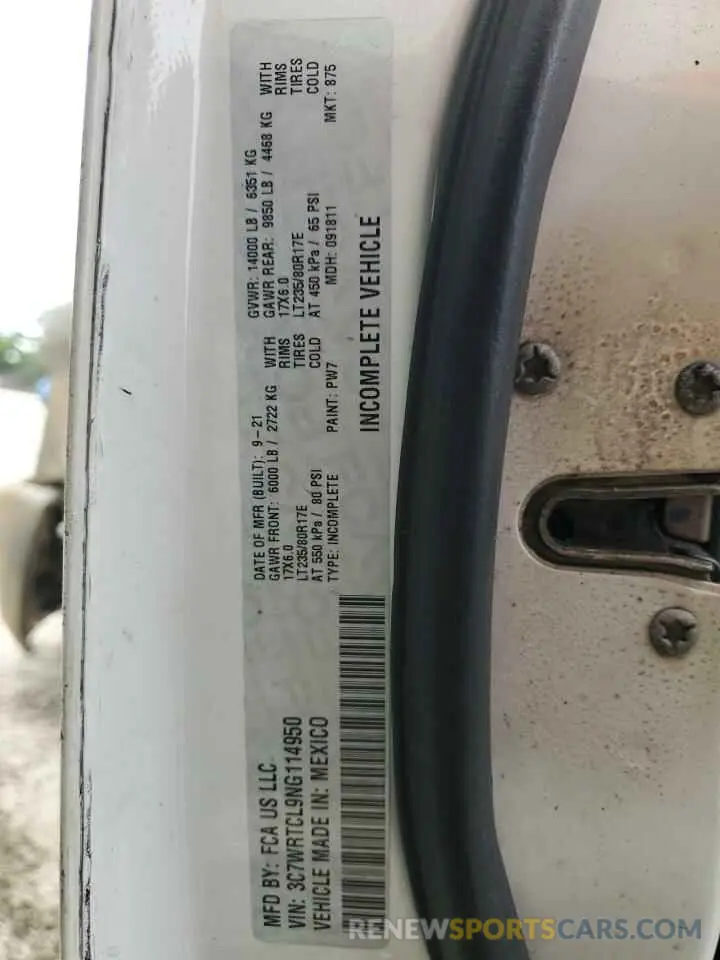 MFD BY: FCA US LLC
DATE OF MFR (BUILT): 9-21
GVWR: 14000 LB / 6351 KG
GAWR FRONT: 6000 LB / 2722 KG WITH
GAWR REAR: 9850 LB / 4468 KG WITH
17X6.0 RIMS
17X6.0 RIMS
LT235/80R17E TIRES
LT235/80R17E TIRES
AT 550 kPa / 80 PSI COLD
AT 450 kPa / 65 PSI COLD
VIN: 3C7WRTCL9NG114950
TYPE: INCOMPLETE
PAINT: PW7
MDH: 091811
MKT: 875
VEHICLE MADE IN: MEXICO
INCOMPLETE VEHICLE
RENEWSPORTSCARS.COM